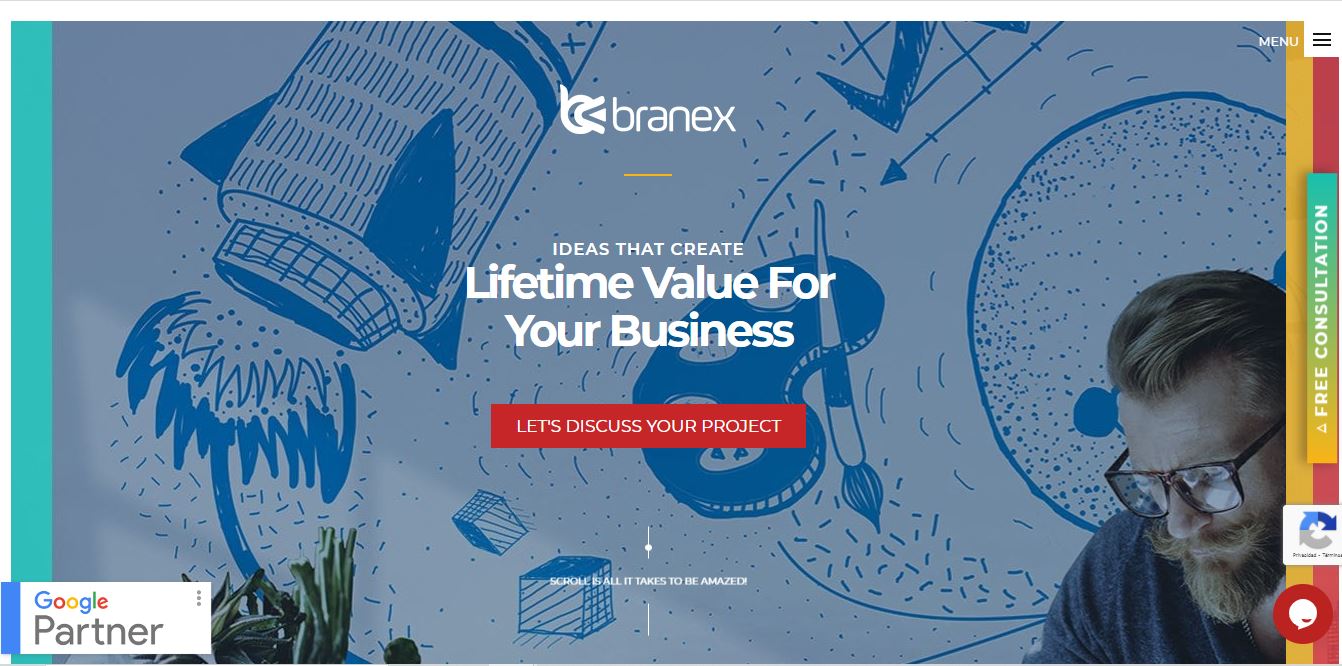 MENU
branex
IDEAS THAT CREATE
Lifetime Value For
Your Business
LET'S DISCUSS YOUR PROJECT
SCROLL IS ALL IT TAKES TO BE AMAZED!
FREE CONSULTATION
Privacidad - Término
Google
Partner